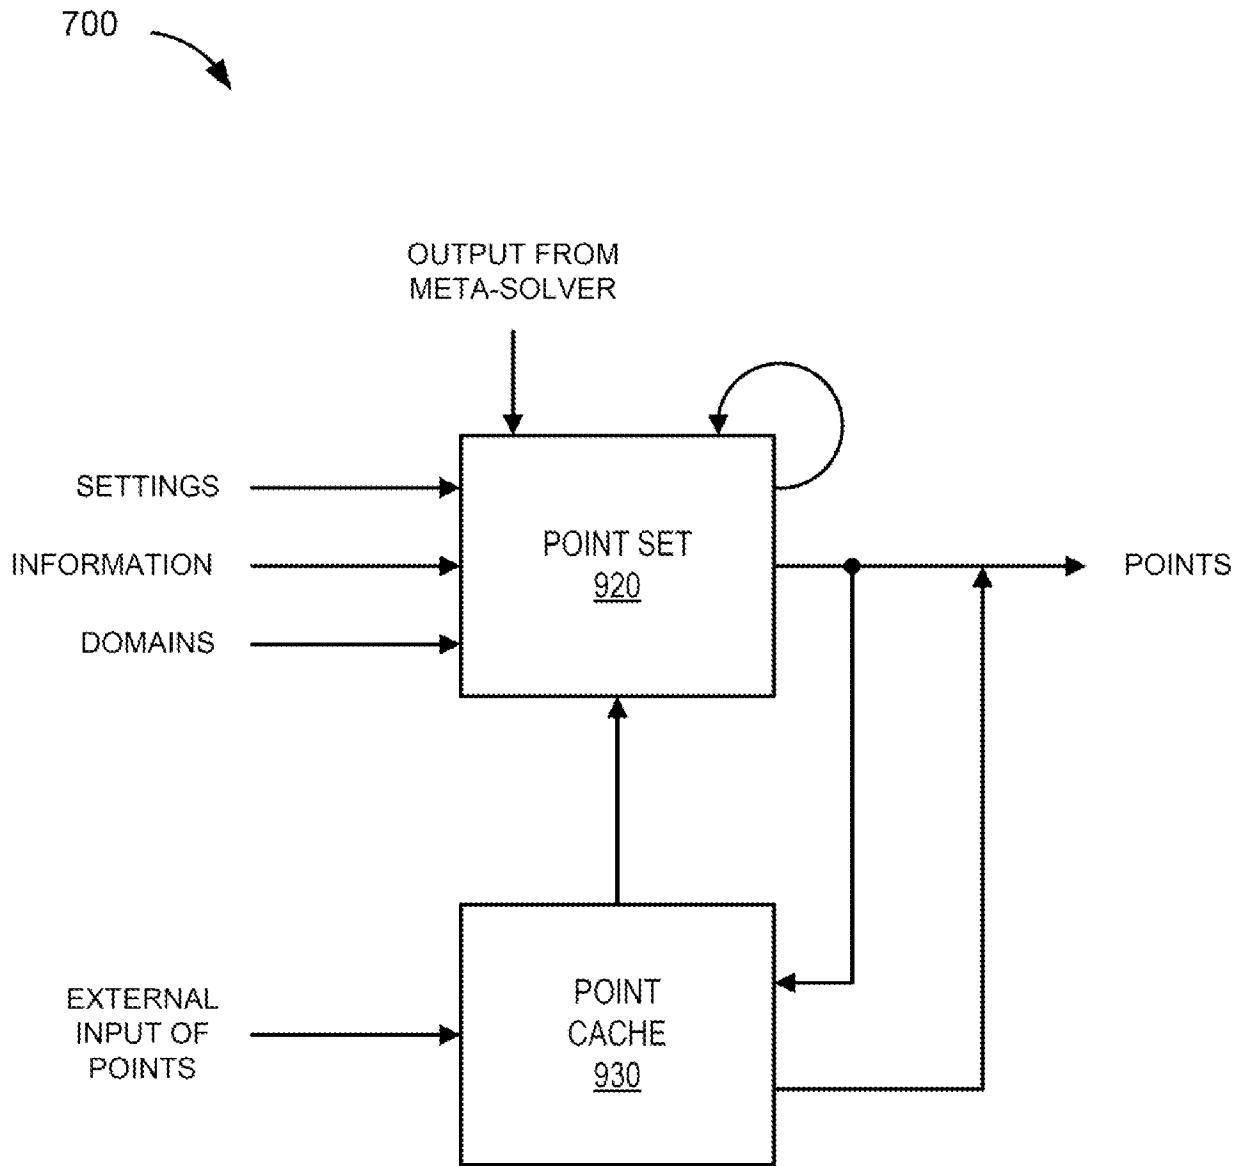 700
OUTPUT FROM
META-SOLVER
SETTINGS
INFORMATION
DOMAINS
POINT SET
920
POINTS
EXTERNAL
INPUT OF
POINTS
POINT
CACHE
930